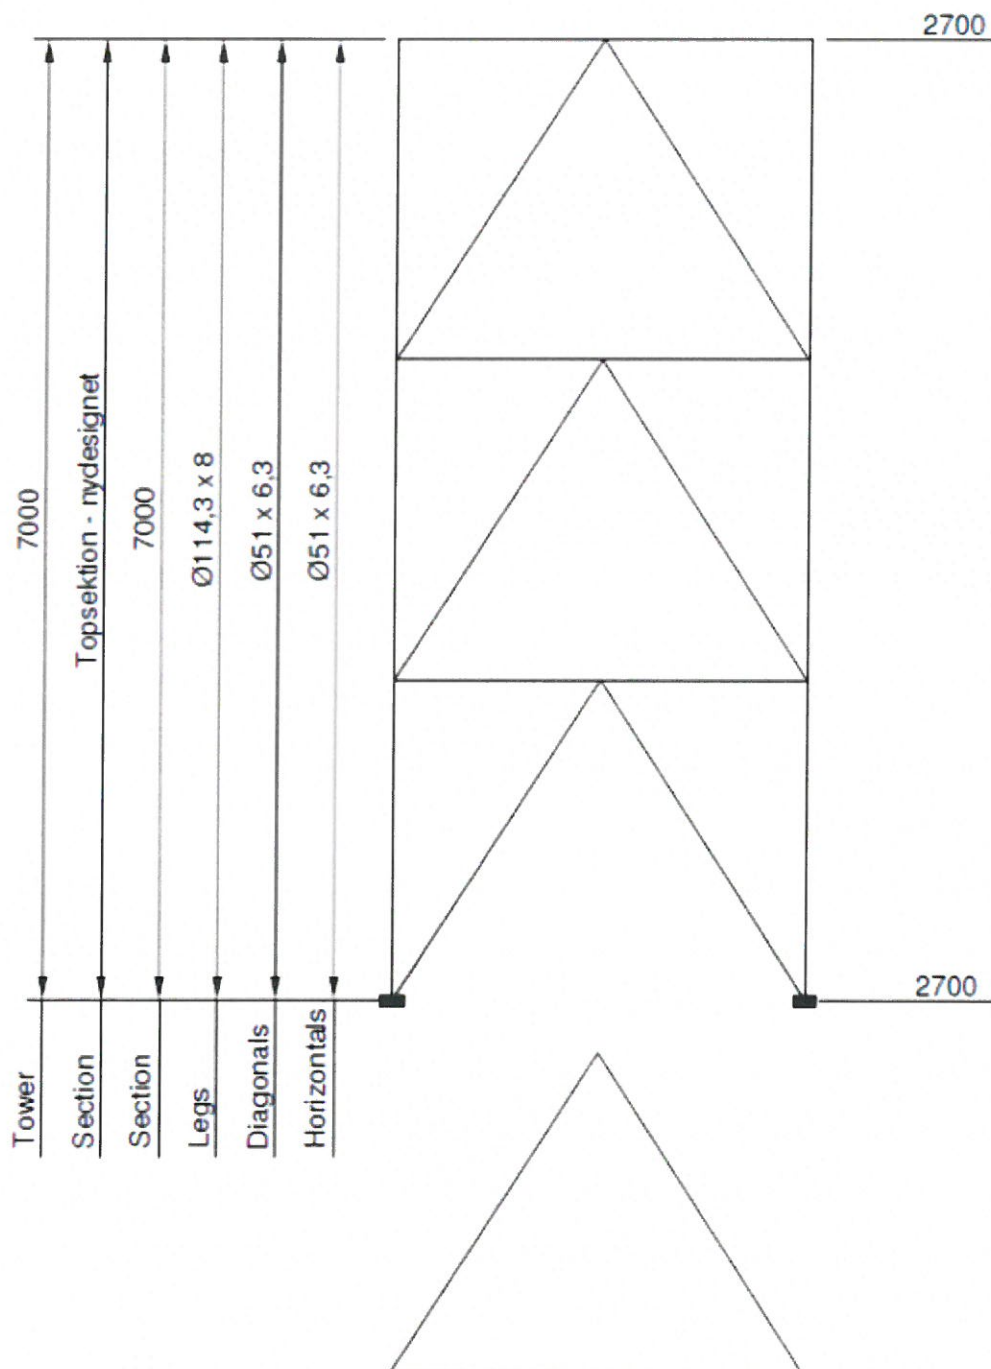 2700
7000
Topsektion - nydesignet
7000
Ø114,3 x 8
Ø51 x 6,3
Ø51 x 6,3
2700
Tower
Section
Section
Legs
Diagonals
Horizontals